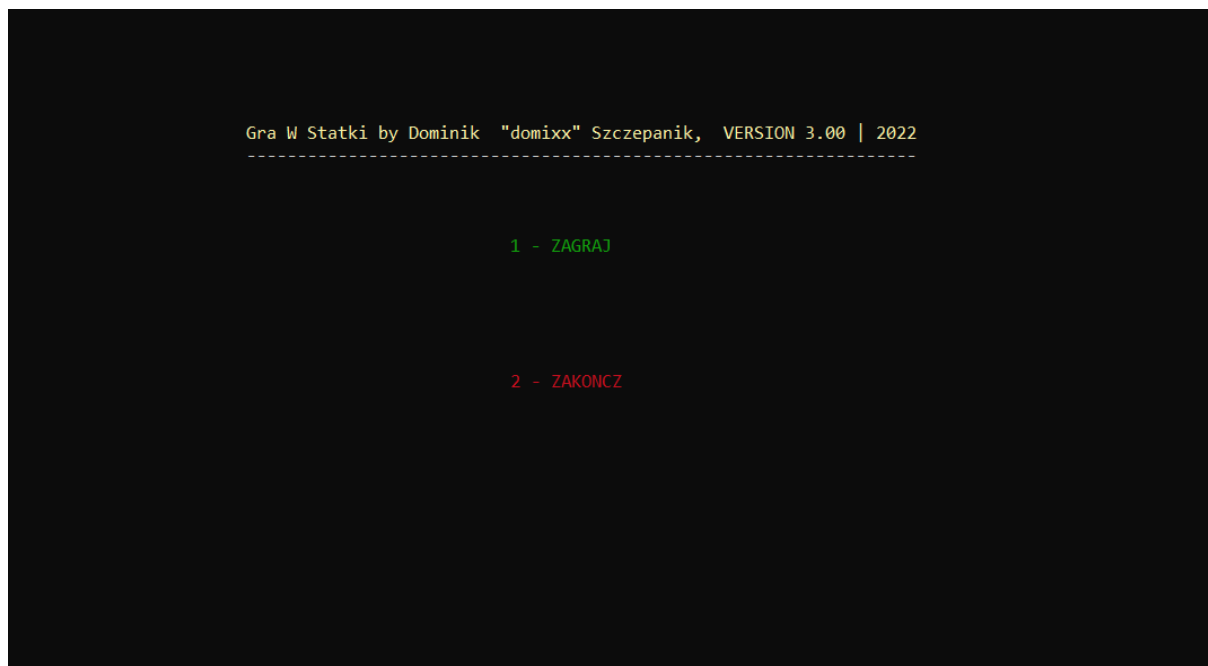 Gra W Statki by Dominik  "domixx" Szczepanik,  VERSION 3.00 | 2022
------------------------------------------------------------------
1 - ZAGRAJ
2 - ZAKONCZ